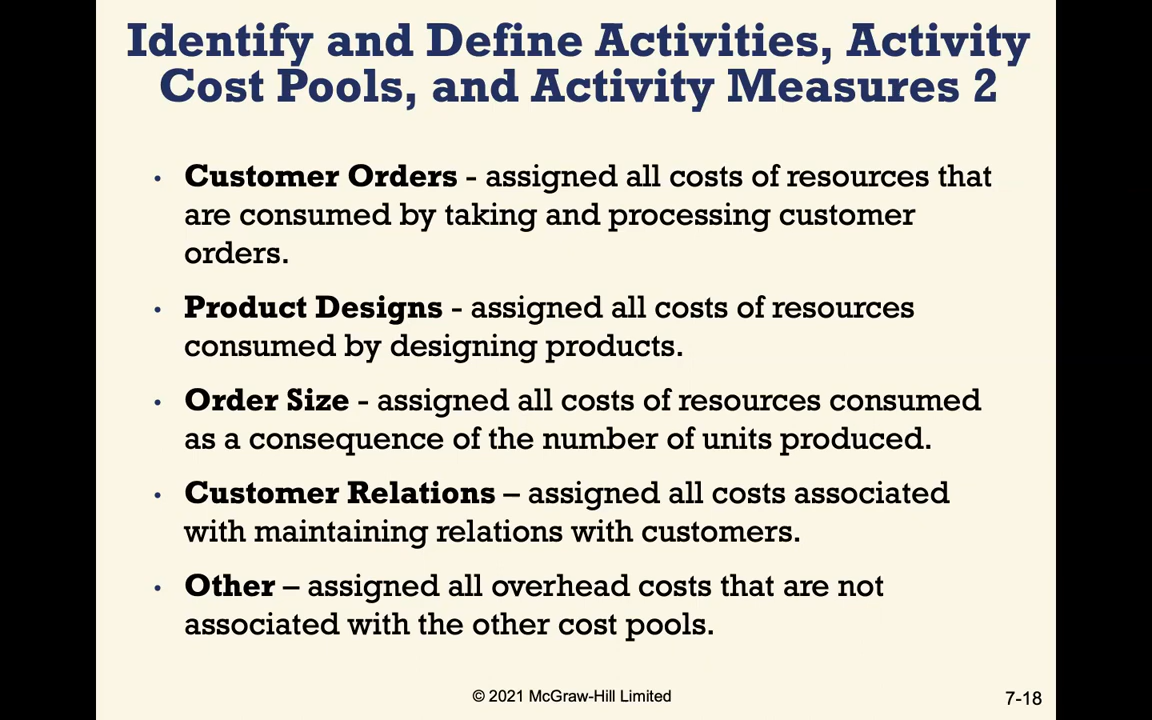 Identify and Define Activities, Activity
Cost Pools, and Activity Measures 2
• Customer Orders - assigned all costs of resources that
are consumed by taking and processing customer
orders.
• Product Designs - assigned all costs of resources
consumed by designing products.
• Order Size - assigned all costs of resources consumed
as a consequence of the number of units produced.
• Customer Relations – assigned all costs associated
with maintaining relations with customers.
• Other – assigned all overhead costs that are not
associated with the other cost pools.
© 2021 McGraw-Hill Limited
7-18